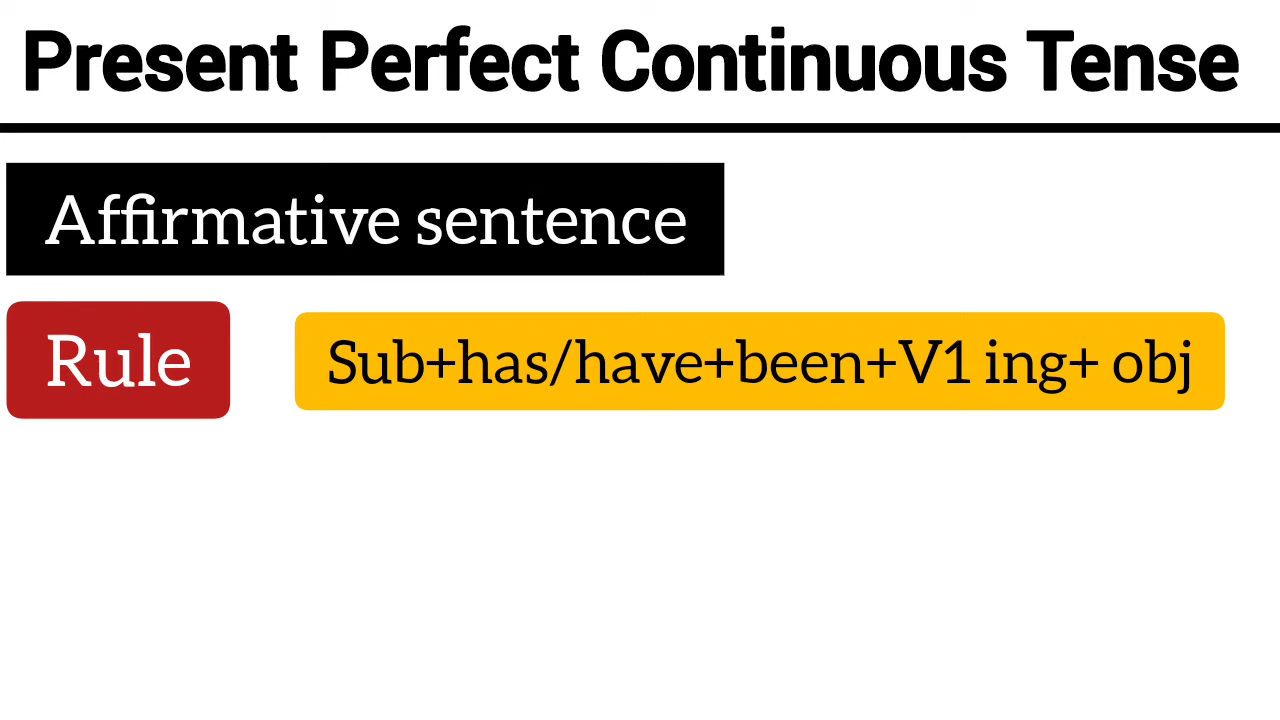 Present Perfect Continuous Tense
Affirmative sentence
Rule
Sub+has/have+been+V1 ing+ obj